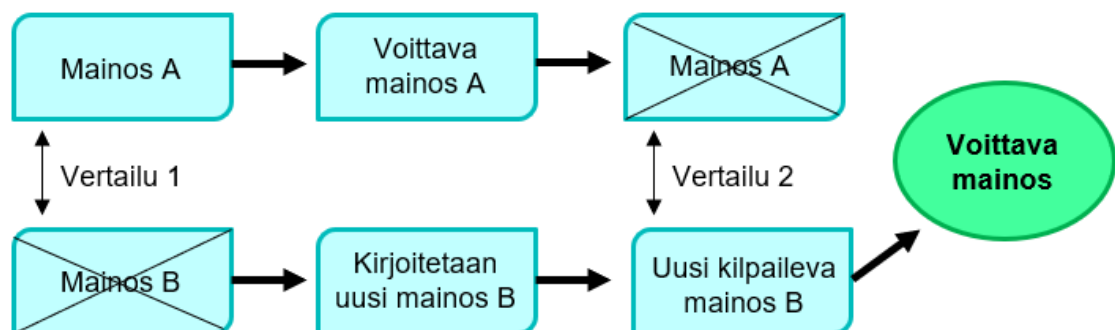 Mainos A
Voittava
mainos A
Mainos A
Vertailu 1
Vertailu 2
Voittava
mainos
Mainos B
Kirjoitetaan
uusi mainos B
Uusi kilpaileva
mainos B